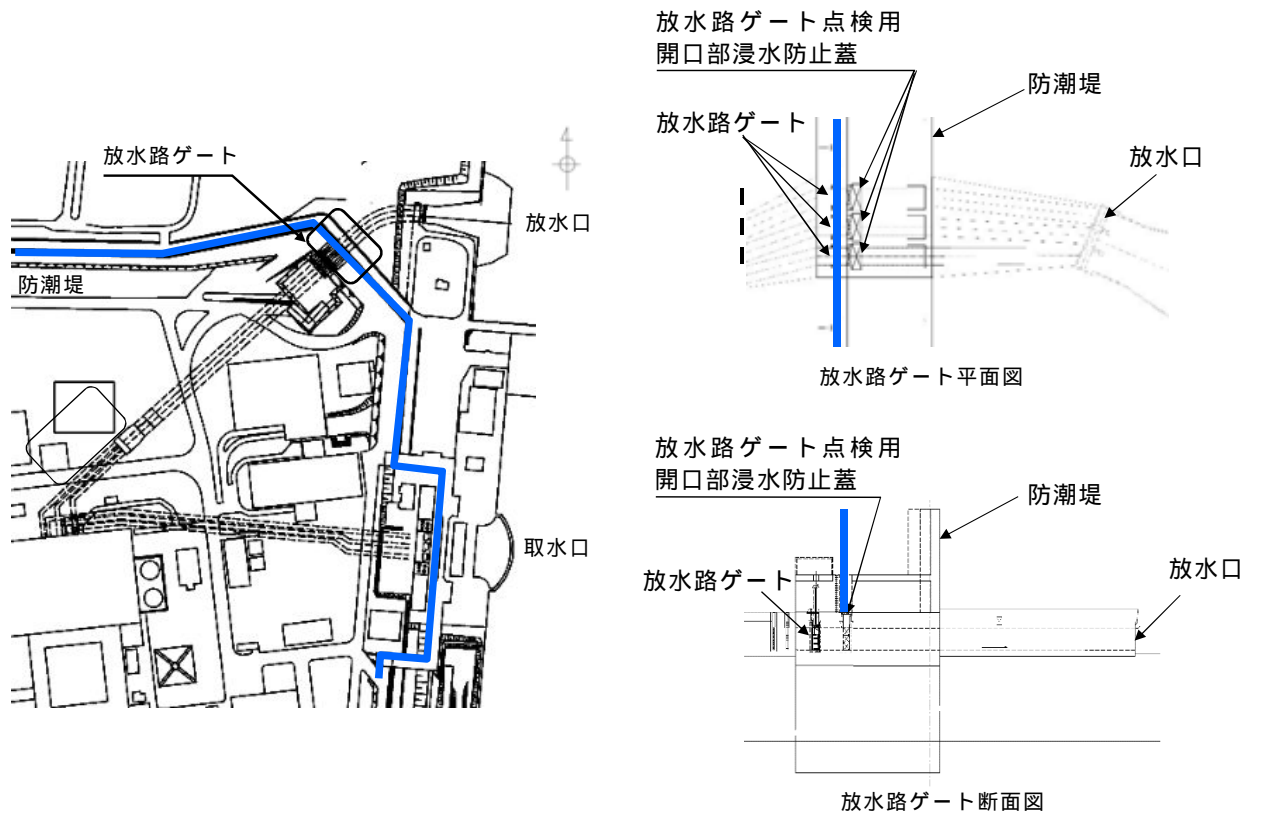 放水路ゲート
放水口
防潮堤
取水口
放水路ゲート点検用
開口部浸水防止蓋
防潮堤
放水路ゲート
放水口
放水路ゲート平面図
放水路ゲート点検用
開口部浸水防止蓋
防潮堤
放水路ゲート
放水口
放水路ゲート断面図